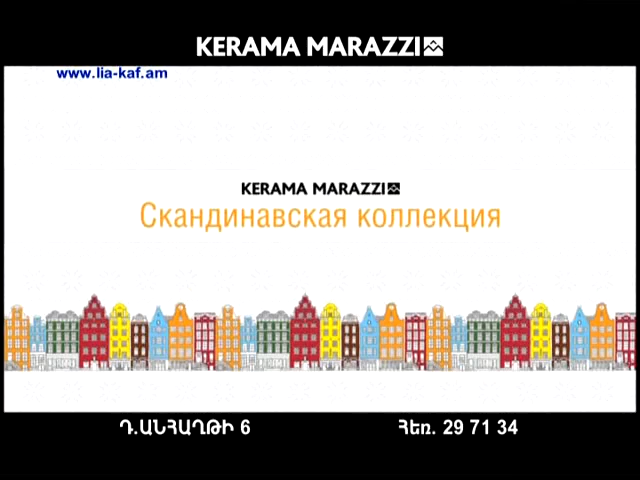 KERAMA MARAZZI
www.lia-kaf.am
KERAMA MARAZZI
Скандинавская коллекция
Դ.ԱՆՀԱՂԹԻ 6
Հեռ. 29 71 34